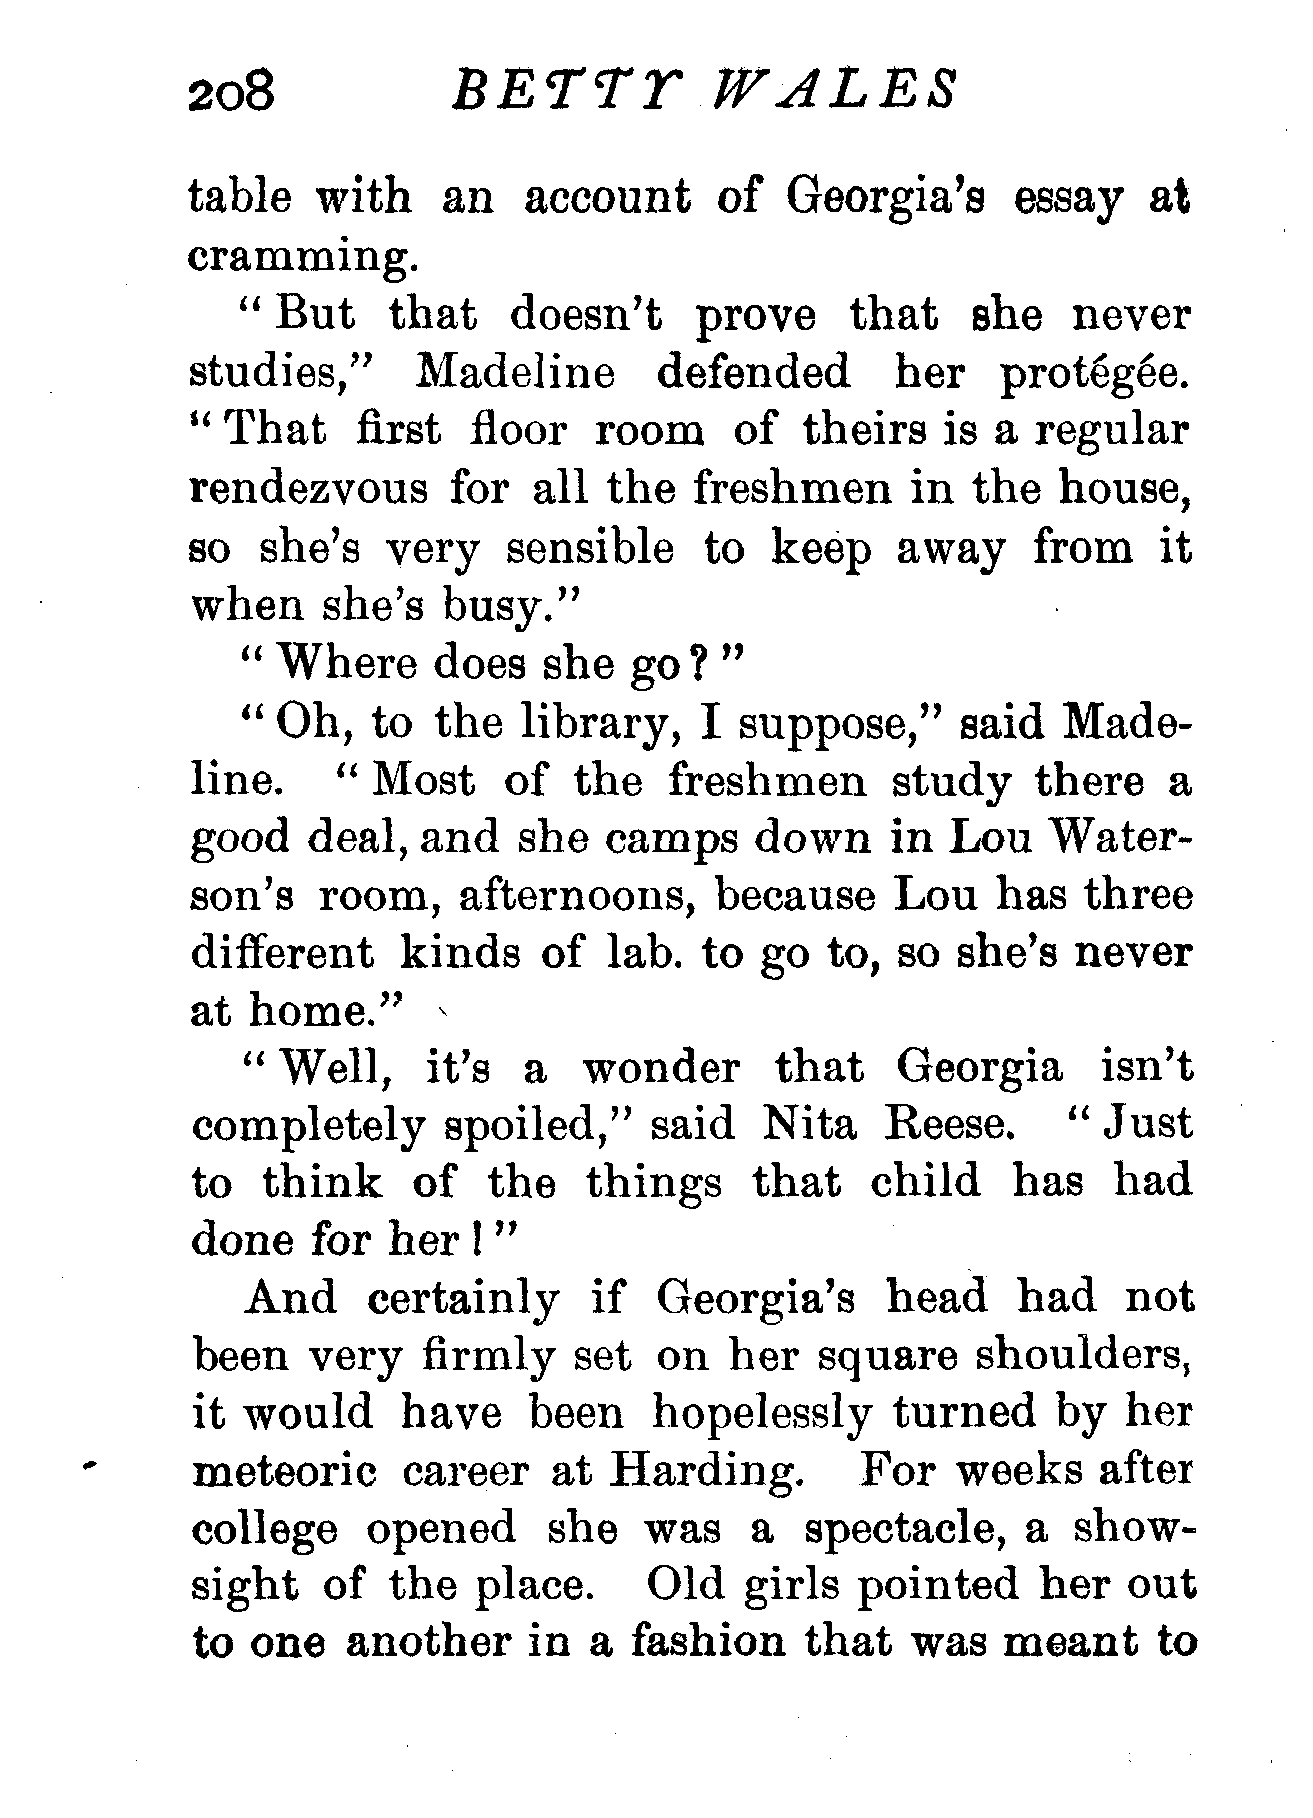 208 BETTY WALES
table with an account of Georgia's essay at
cramming.
" But that doesn't prove that she never
studies," Madeline defended her protégée.
" That first floor room of theirs is a regular
rendezvous for all the freshmen in the house,
so she's very sensible to keep away from it
when she's busy."
" Where does she go ? "
" Oh, to the library, I suppose," said Made-
line. " Most of the freshmen study there a
good deal, and she camps down in Lou Water-
son's room, afternoons, because Lou has three
different kinds of lab. to go to, so she's never
at home."
" Well, it's a wonder that Georgia isn't
completely spoiled," said Nita Reese. " Just
to think of the things that child has had
done for her ! "
And certainly if Georgia's head had not
been very firmly set on her square shoulders,
it would have been hopelessly turned by her
meteoric career at Harding. For weeks after
college opened she was a spectacle, a show-
sight of the place. Old girls pointed her out
to one another in a fashion that was meant to